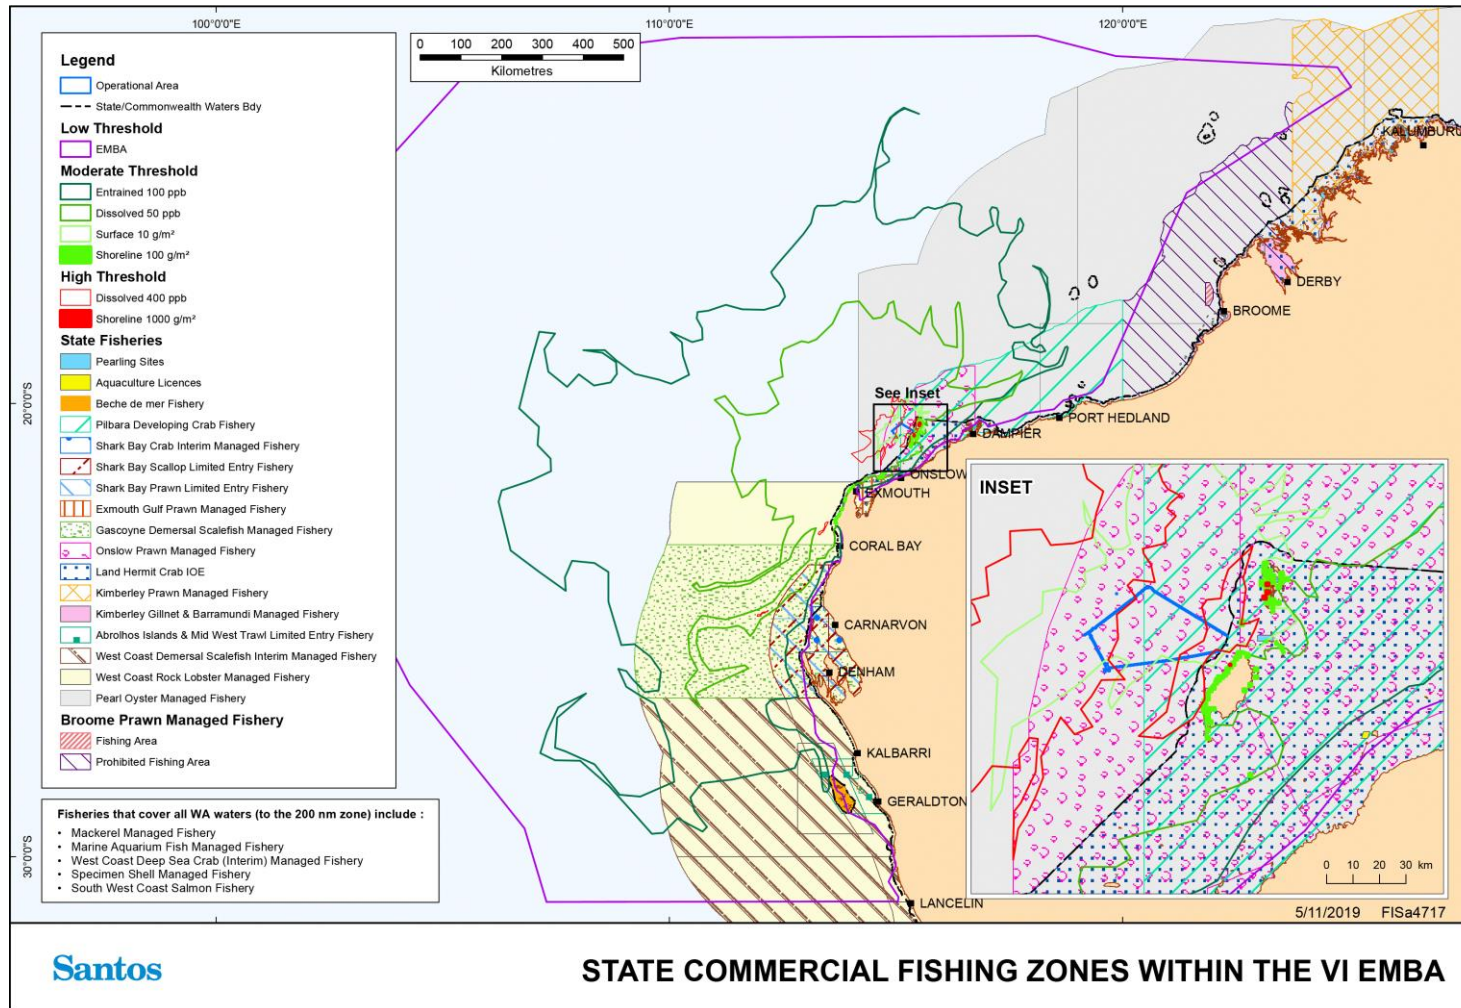 100°0'0"E
110°0'0"E
120°0'0"E
0 100 200 300 400 500
Kilometres
Legend
Operational Area
State/Commonwealth Waters Bdy
Low Threshold
EMBA
Moderate Threshold
Entrained 100 ppb
Dissolved 50 ppb
Surface 10 g/m²
Shoreline 100 g/m²
High Threshold
Dissolved 400 ppb
Shoreline 1000 g/m²
State Fisheries
Pearling Sites
Aquaculture Licences
Beche de mer Fishery
Pilbara Developing Crab Fishery
Shark Bay Crab Interim Managed Fishery
Shark Bay Scallop Limited Entry Fishery
Shark Bay Prawn Limited Entry Fishery
Exmouth Gulf Prawn Managed Fishery
Gascoyne Demersal Scalefish Managed Fishery
Onslow Prawn Managed Fishery
Land Hermit Crab IOE
Kimberley Prawn Managed Fishery
Kimberley Gillnet & Barramundi Managed Fishery
Abrolhos Islands & Mid West Trawl Limited Entry Fishery
West Coast Demersal Scalefish Interim Managed Fishery
West Coast Rock Lobster Managed Fishery
Pearl Oyster Managed Fishery
Broome Prawn Managed Fishery
Fishing Area
Prohibited Fishing Area
Fisheries that cover all WA waters (to the 200 nm zone) include :
• Mackerel Managed Fishery
• Marine Aquarium Fish Managed Fishery
• West Coast Deep Sea Crab (Interim) Managed Fishery
• Specimen Shell Managed Fishery
• South West Coast Salmon Fishery
20°0'0"S
30°0'0"S
KALUMBURU
DERBY
BROOME
See Inset
PORT HEDLAND
DAMPIER
ONSLOW
EXMOUTH
CORAL BAY
CARNARVON
DENHAM
KALBARRI
GERALDTON
LANCELIN
INSET
0 10 20 30 km
5/11/2019 FISa4717
Santos
STATE COMMERCIAL FISHING ZONES WITHIN THE VI EMBA